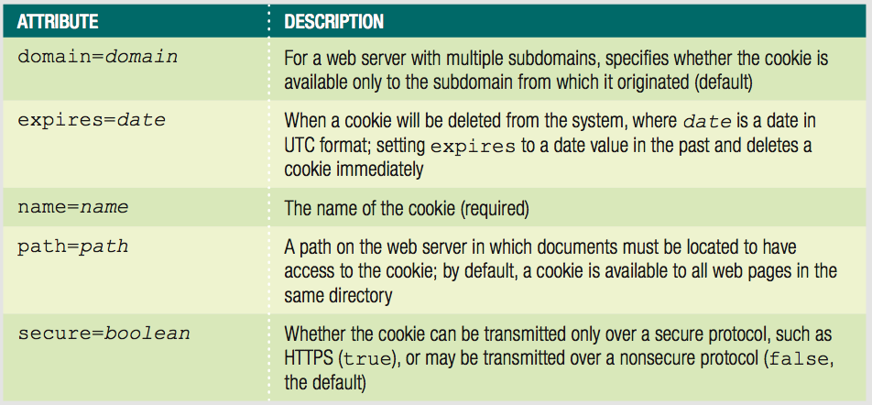 ATTRIBUTE DESCRIPTION
domain=domain For a web server with multiple subdomains, specifies whether the cookie is
available only to the subdomain from which it originated (default)
expires=date When a cookie will be deleted from the system, where date is a date in
UTC format; setting expires to a date value in the past and deletes a
cookie immediately
name=name The name of the cookie (required)
path=path A path on the web server in which documents must be located to have
access to the cookie; by default, a cookie is available to all web pages in the
same directory
secure=boolean Whether the cookie can be transmitted only over a secure protocol, such as
HTTPS (true), or may be transmitted over a nonsecure protocol (false,
the default)